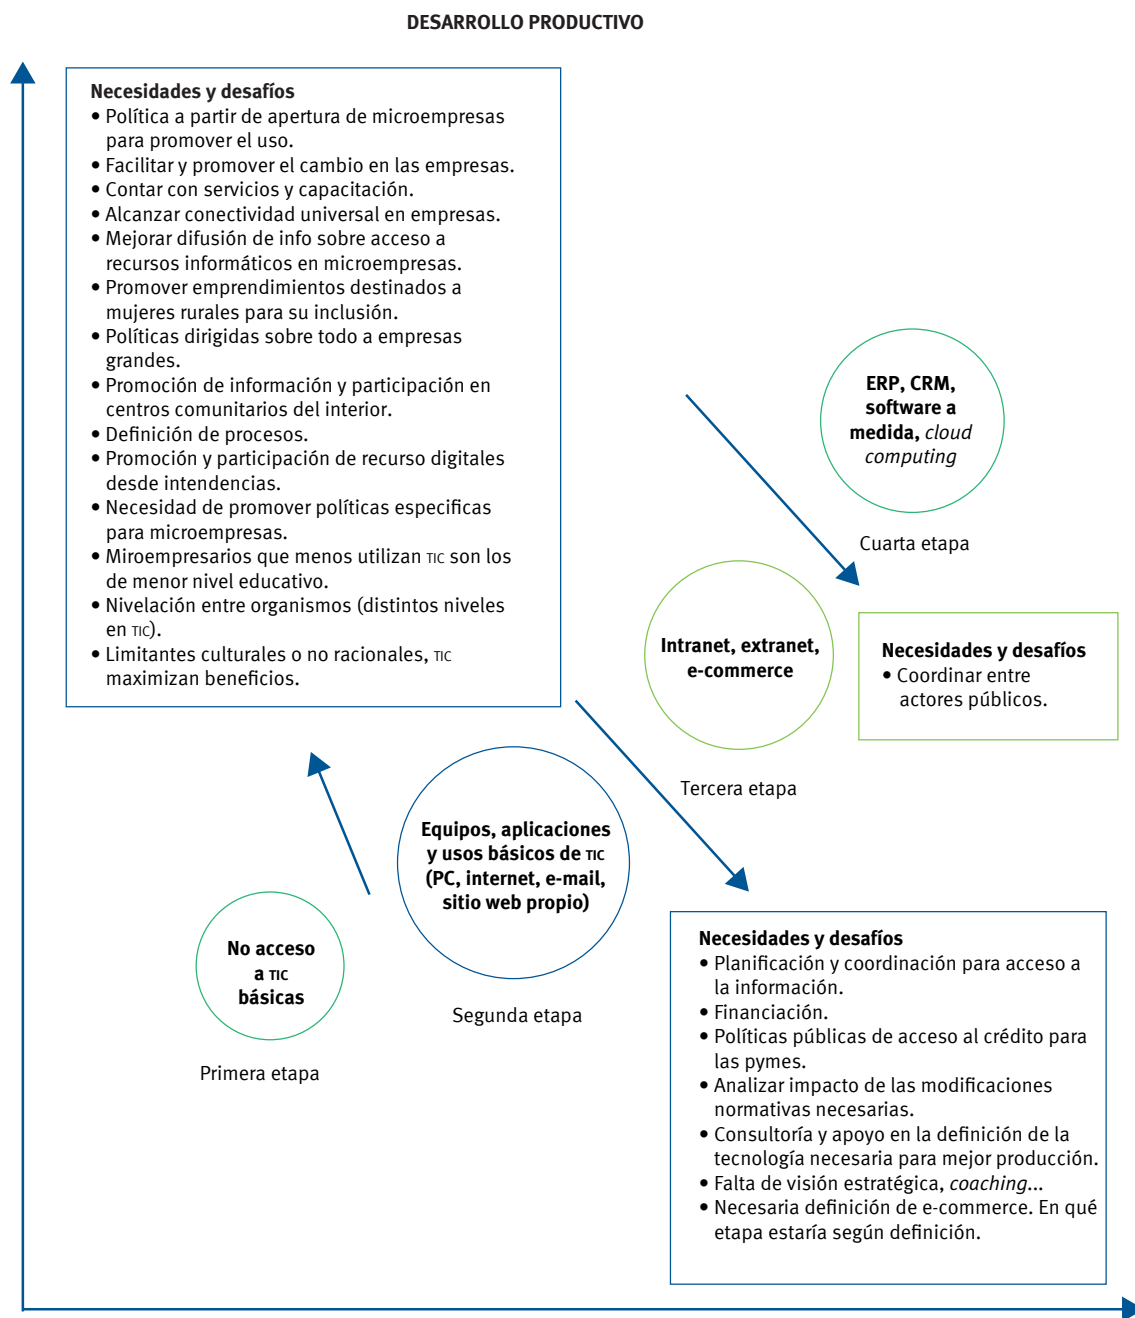 DESARROLLO PRODUCTIVO
Necesidades y desafíos
• Política a partir de apertura de microempresas
para promover el uso.
• Facilitar y promover el cambio en las empresas.
• Contar con servicios y capacitación.
• Alcanzar conectividad universal en empresas.
• Mejorar difusión de info sobre acceso a
recursos informáticos en microempresas.
• Promover emprendimientos destinados a
mujeres rurales para su inclusión.
• Políticas dirigidas sobre todo a empresas
grandes.
• Promoción de información y participación en
centros comunitarios del interior.
• Definición de procesos.
• Promoción y participación de recurso digitales
desde intendencias.
• Necesidad de promover políticas especificas
para microempresas.
• Miroempresarios que menos utilizan TIC son los
de menor nivel educativo.
• Nivelación entre organismos (distintos niveles
en TIC).
• Limitantes culturales o no racionales, TIC
maximizan beneficios.
ERP, CRM,
software a
medida, cloud
computing
Cuarta etapa
Intranet, extranet,
e-commerce
Tercera etapa
Necesidades y desafíos
• Coordinar entre
actores públicos.
Equipos, aplicaciones
y usos básicos de TIC
(PC, internet, e-mail,
sitio web propio)
Segunda etapa
No acceso
a TIC
básicas
Primera etapa
Necesidades y desafíos
• Planificación y coordinación para acceso a
la información.
• Financiación.
• Políticas públicas de acceso al crédito para
las pymes.
• Analizar impacto de las modificaciones
normativas necesarias.
• Consultoría y apoyo en la definición de la
tecnología necesaria para mejor producción.
• Falta de visión estratégica, coaching...
• Necesaria definición de e-commerce. En qué
etapa estaría según definición.